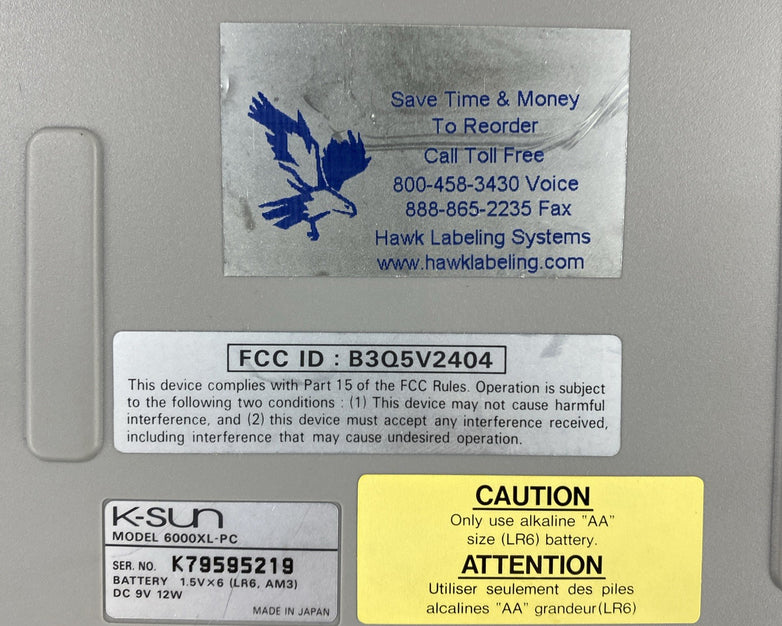 Save Time & Money
To Reorder
Call Toll Free
800-458-3430 Voice
888-865-2235 Fax
Hawk Labeling Systems
www.hawklabeling.com
FCC ID : B3Q5V2404
This device complies with Part 15 of the FCC Rules. Operation is subject
to the following two conditions : (1) This device may not cause harmful
interference, and (2) this device must accept any interference received,
including interference that may cause undesired operation.
K-SUN
MODEL 6000XL-PC
SER. NO. K79595219
BATTERY 1.5V×6 (LR6, AM3)
DC 9V 12W
MADE IN JAPAN
CAUTION
Only use alkaline "AA"
size (LR6) battery.
ATTENTION
Utiliser seulement des piles
alcalines "AA" grandeur(LR6)